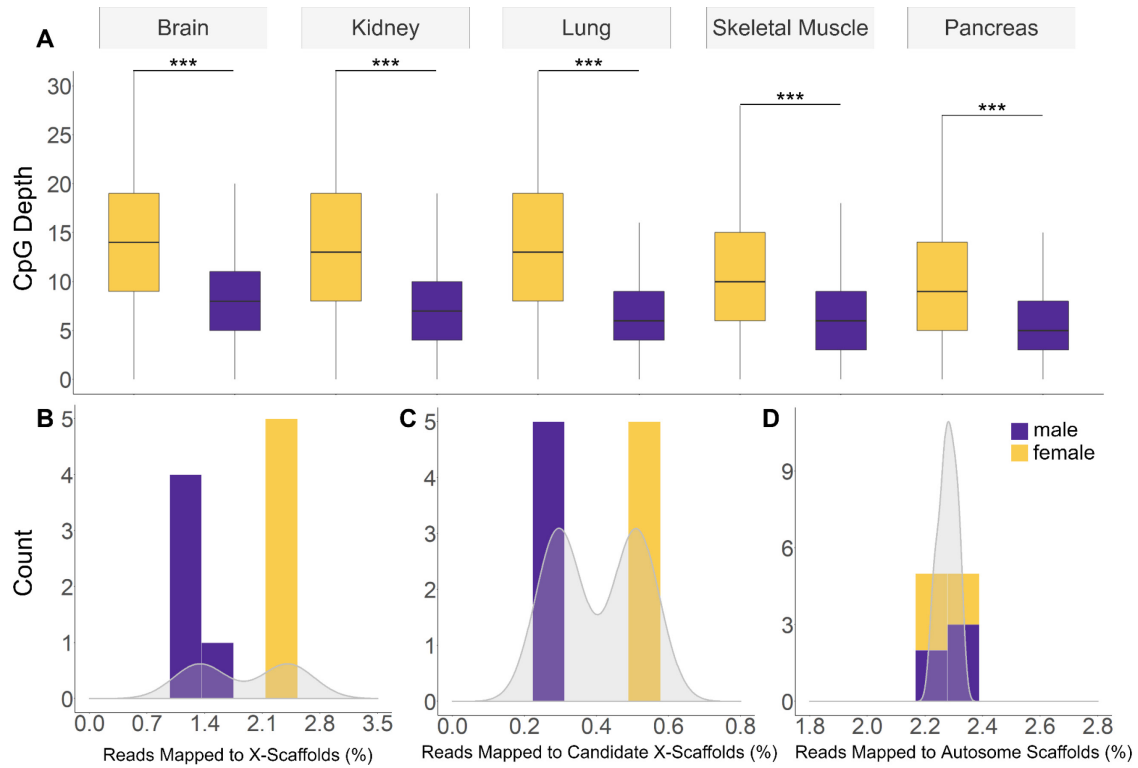 A
Brain Kidney Lung Skeletal Muscle Pancreas
*** *** *** *** ***
CpG Depth
30
25
20
15
10
5
0
B
5
4
3
2
1
0
Count
0.0 0.7 1.4 2.1 2.8 3.5
Reads Mapped to X-Scaffolds (%)
C
5
4
3
2
1
0
0.0 0.2 0.4 0.6 0.8
Reads Mapped to Candidate X-Scaffolds (%)
D
male
female
9
6
3
0
1.8 2.0 2.2 2.4 2.6 2.8
Reads Mapped to Autosome Scaffolds (%)